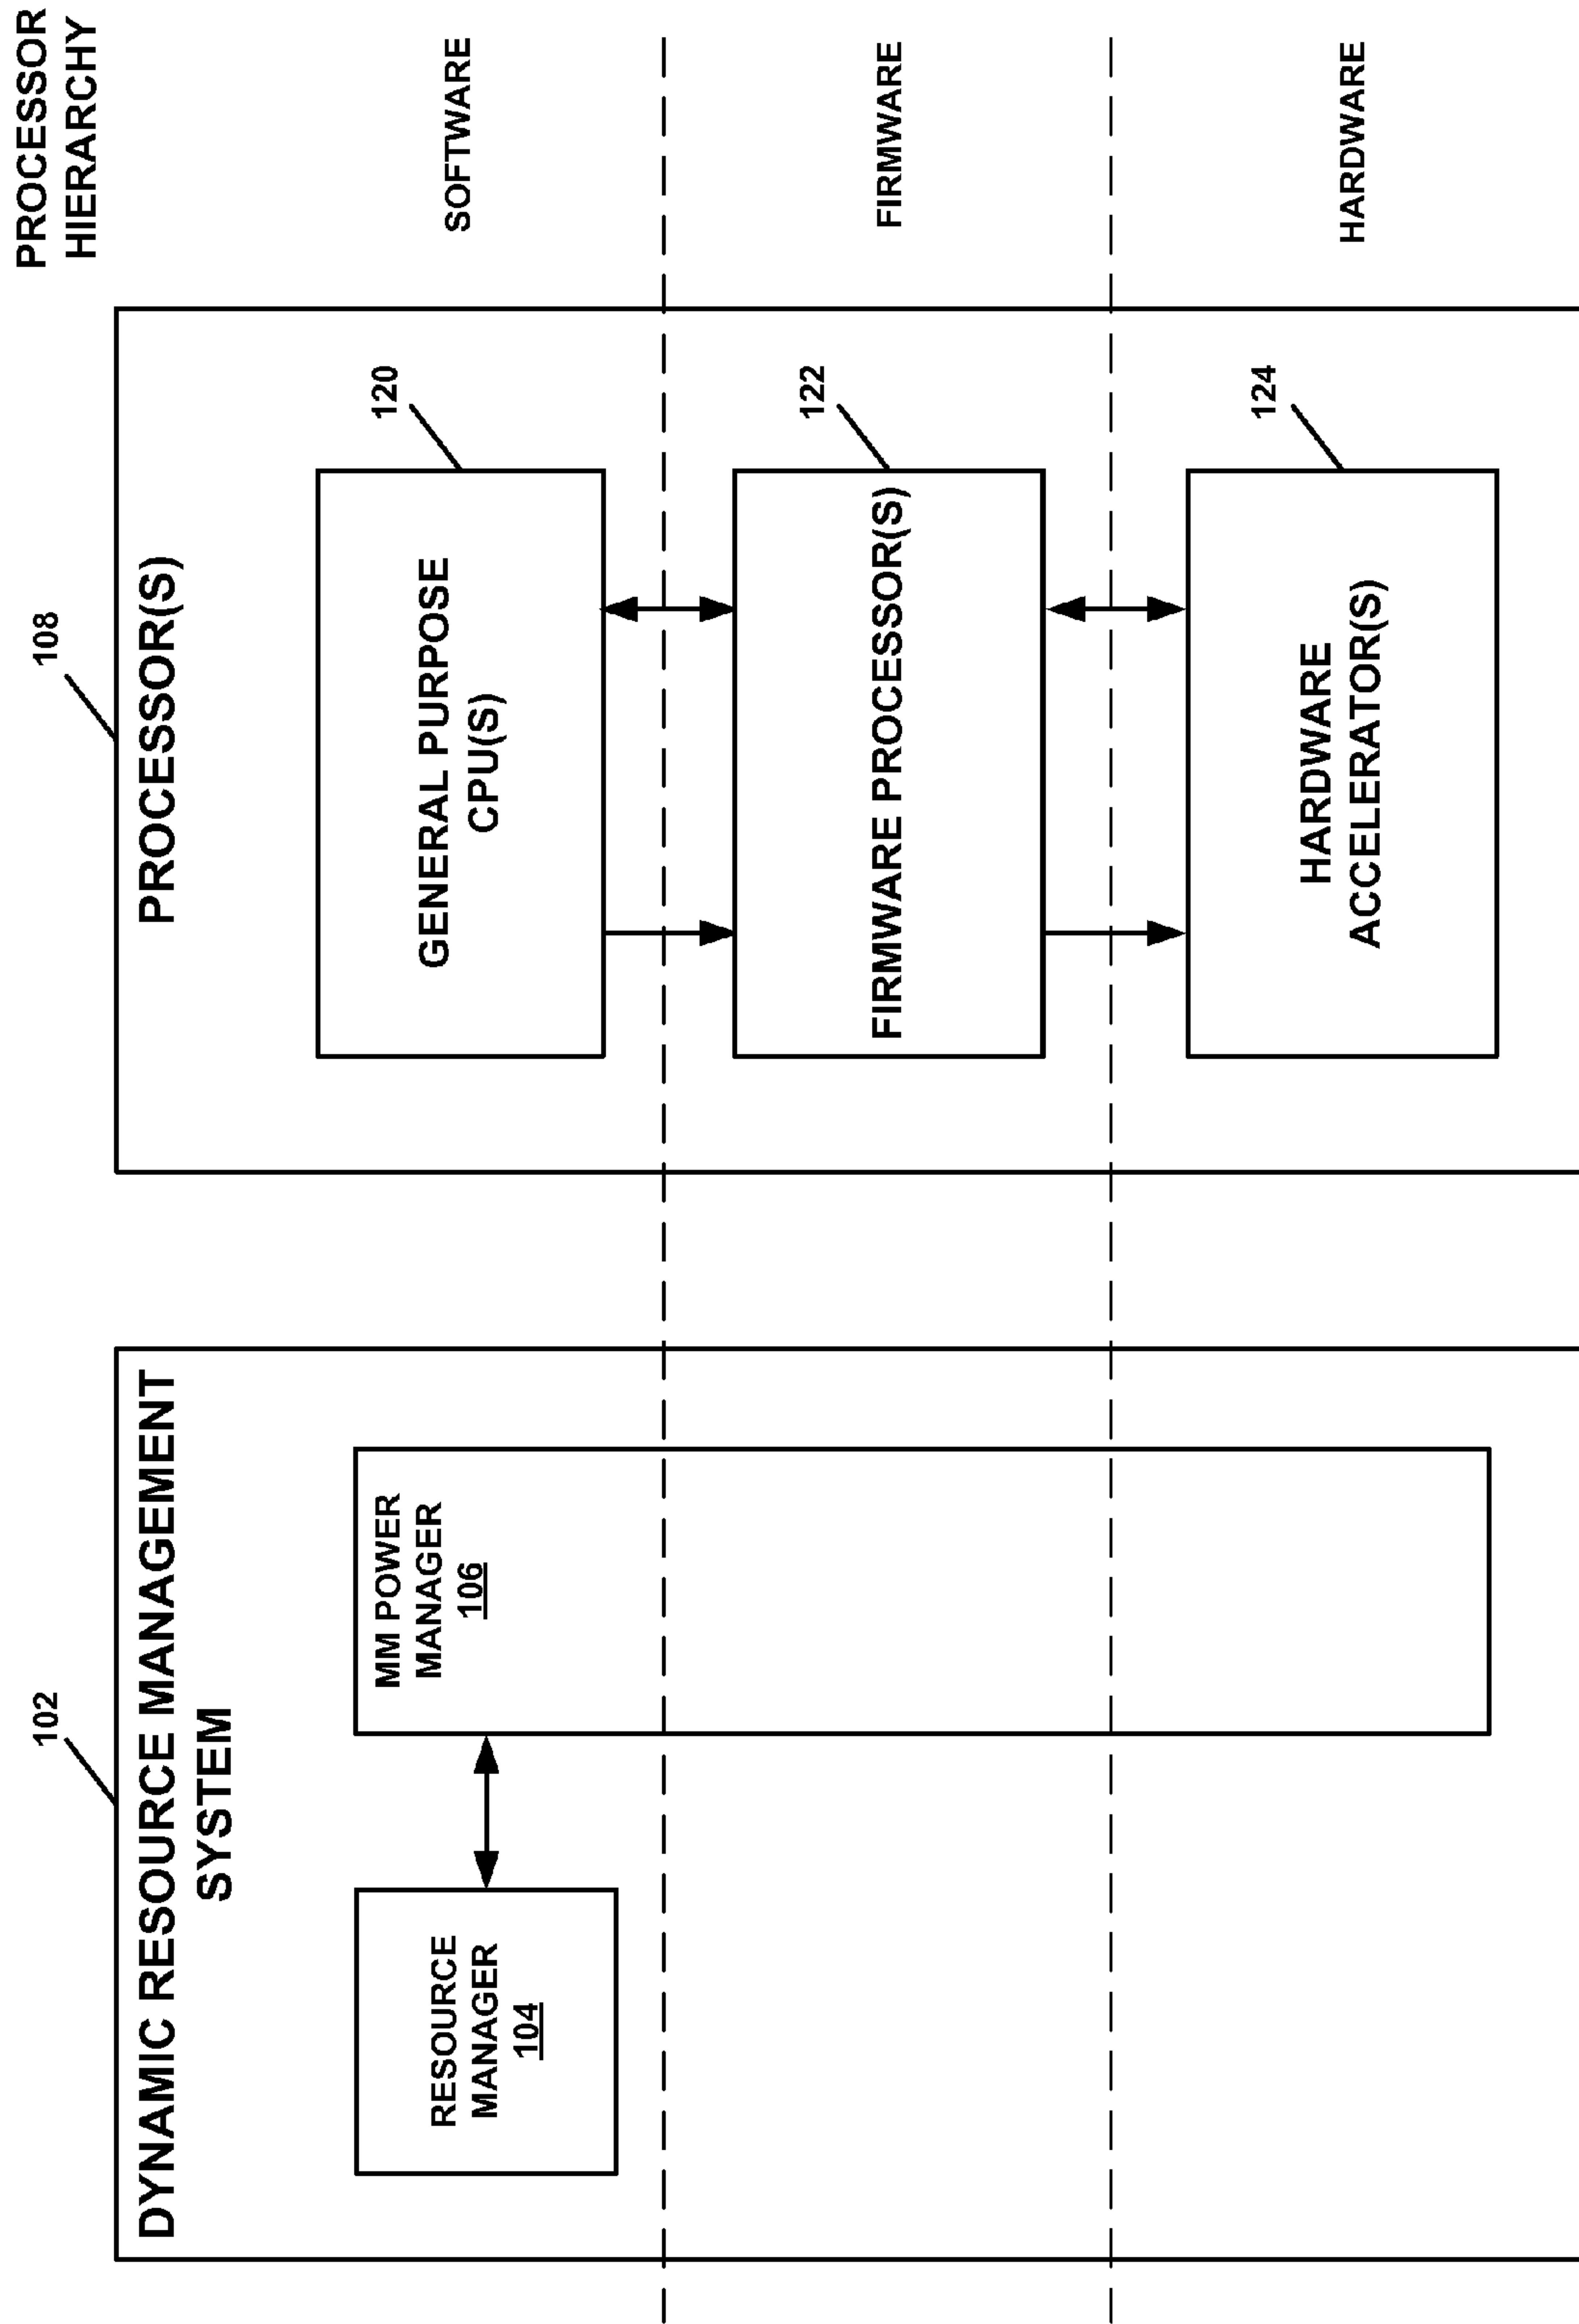 PROCESSOR
HIERARCHY
102
DYNAMIC RESOURCE MANAGEMENT
SYSTEM
108
PROCESSOR(S)
RESOURCE
MANAGER
104
MM POWER
MANAGER
106
GENERAL PURPOSE
CPU(S)
120
SOFTWARE
FIRMWARE PROCESSOR(S)
122
FIRMWARE
HARDWARE
ACCELERATOR(S)
124
HARDWARE